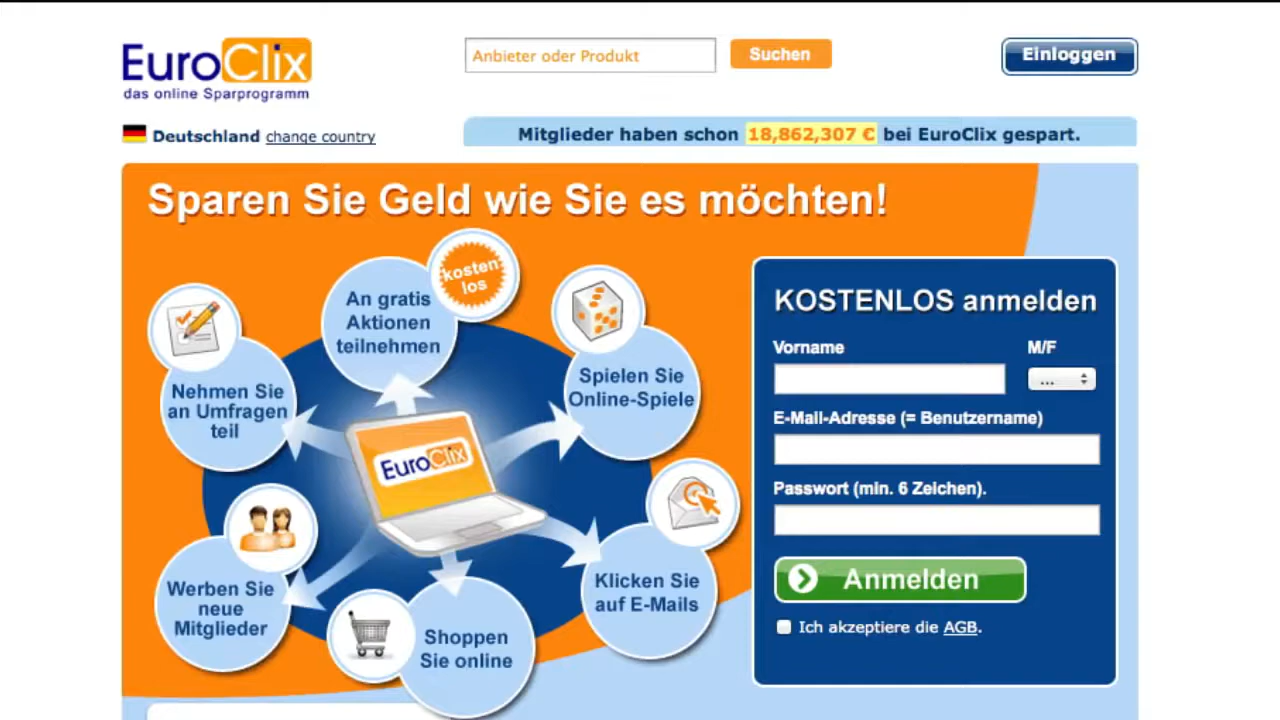 EuroClix
das online Sparprogramm
Anbieter oder Produkt
Suchen
Einloggen
Deutschland change country
Mitglieder haben schon 18,862,307 € bei EuroClix gespart.
Sparen Sie Geld wie Sie es möchten!
kosten
los
An gratis
Aktionen
teilnehmen
Nehmen Sie
an Umfragen
teil
Spielen Sie
Online-Spiele
EuroClix
Werben Sie
neue
Mitglieder
Shoppen
Sie online
Klicken Sie
auf E-Mails
KOSTENLOS anmelden
Vorname
M/F
...
E-Mail-Adresse (= Benutzername)
Passwort (min. 6 Zeichen).
Anmelden
Ich akzeptiere die AGB.